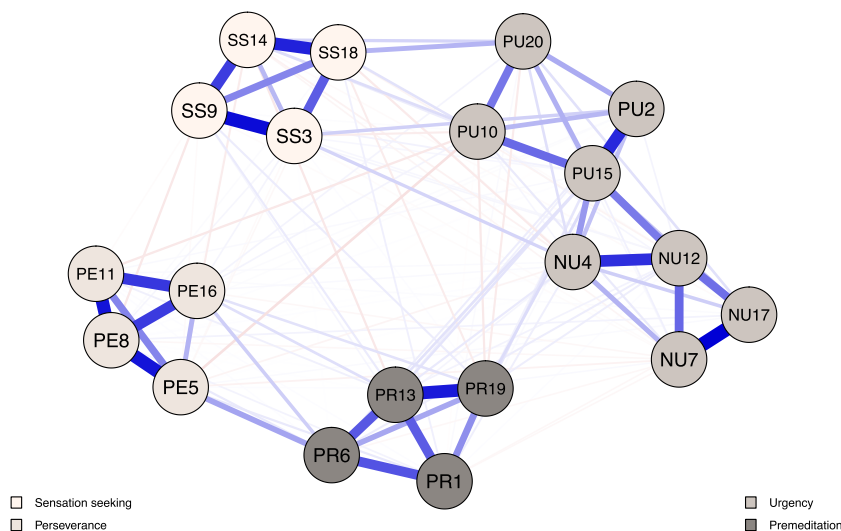 SS14
SS18
PU20
SS9
SS3
PU10
PU2
PU15
NU4
NU12
PE11
PE16
NU17
PE8
NU7
PE5
PR13
PR19
PR6
PR1
Sensation seeking
Perseverance
Urgency
Premeditation